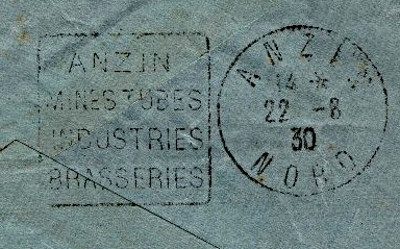 ANZIN
MINES TUBES
INDUSTRIES
BRASSERIES
ANZIN
14 *
22 -8
30
NORD